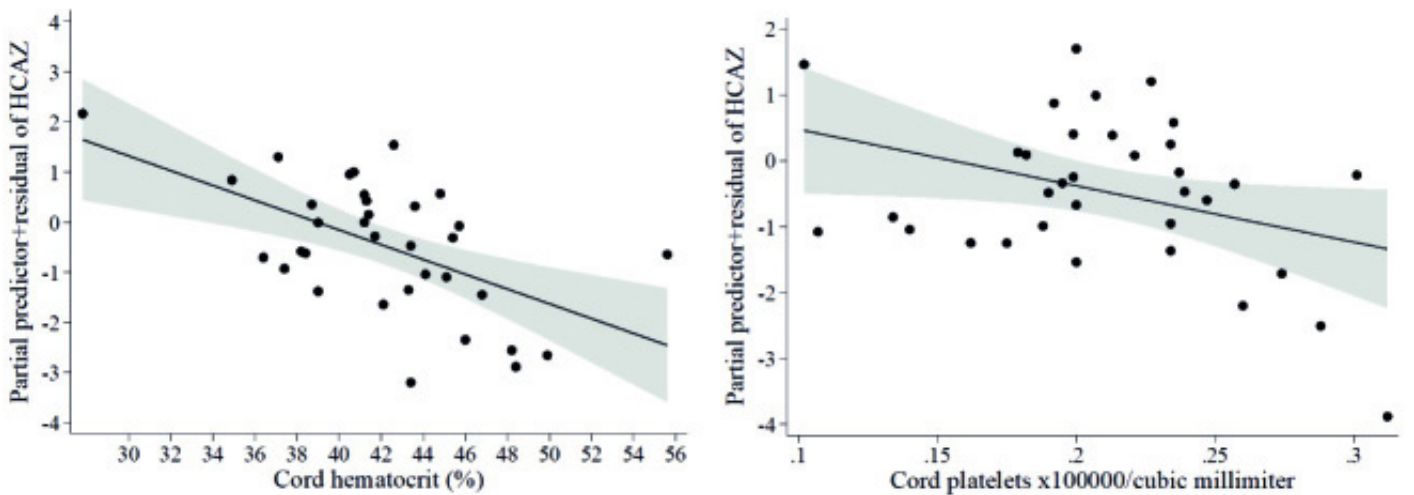 Partial predictor+residual of HCAZ
4
3
2
1
0
-1
-2
-3
-4
30 32 34 36 38 40 42 44 46 48 50 52 54 56
Cord hematocrit (%)
Partial predictor+residual of HCAZ
2
1
0
-1
-2
-3
-4
.1 .15 .2 .25 .3
Cord platelets x100000/cubic millimiter